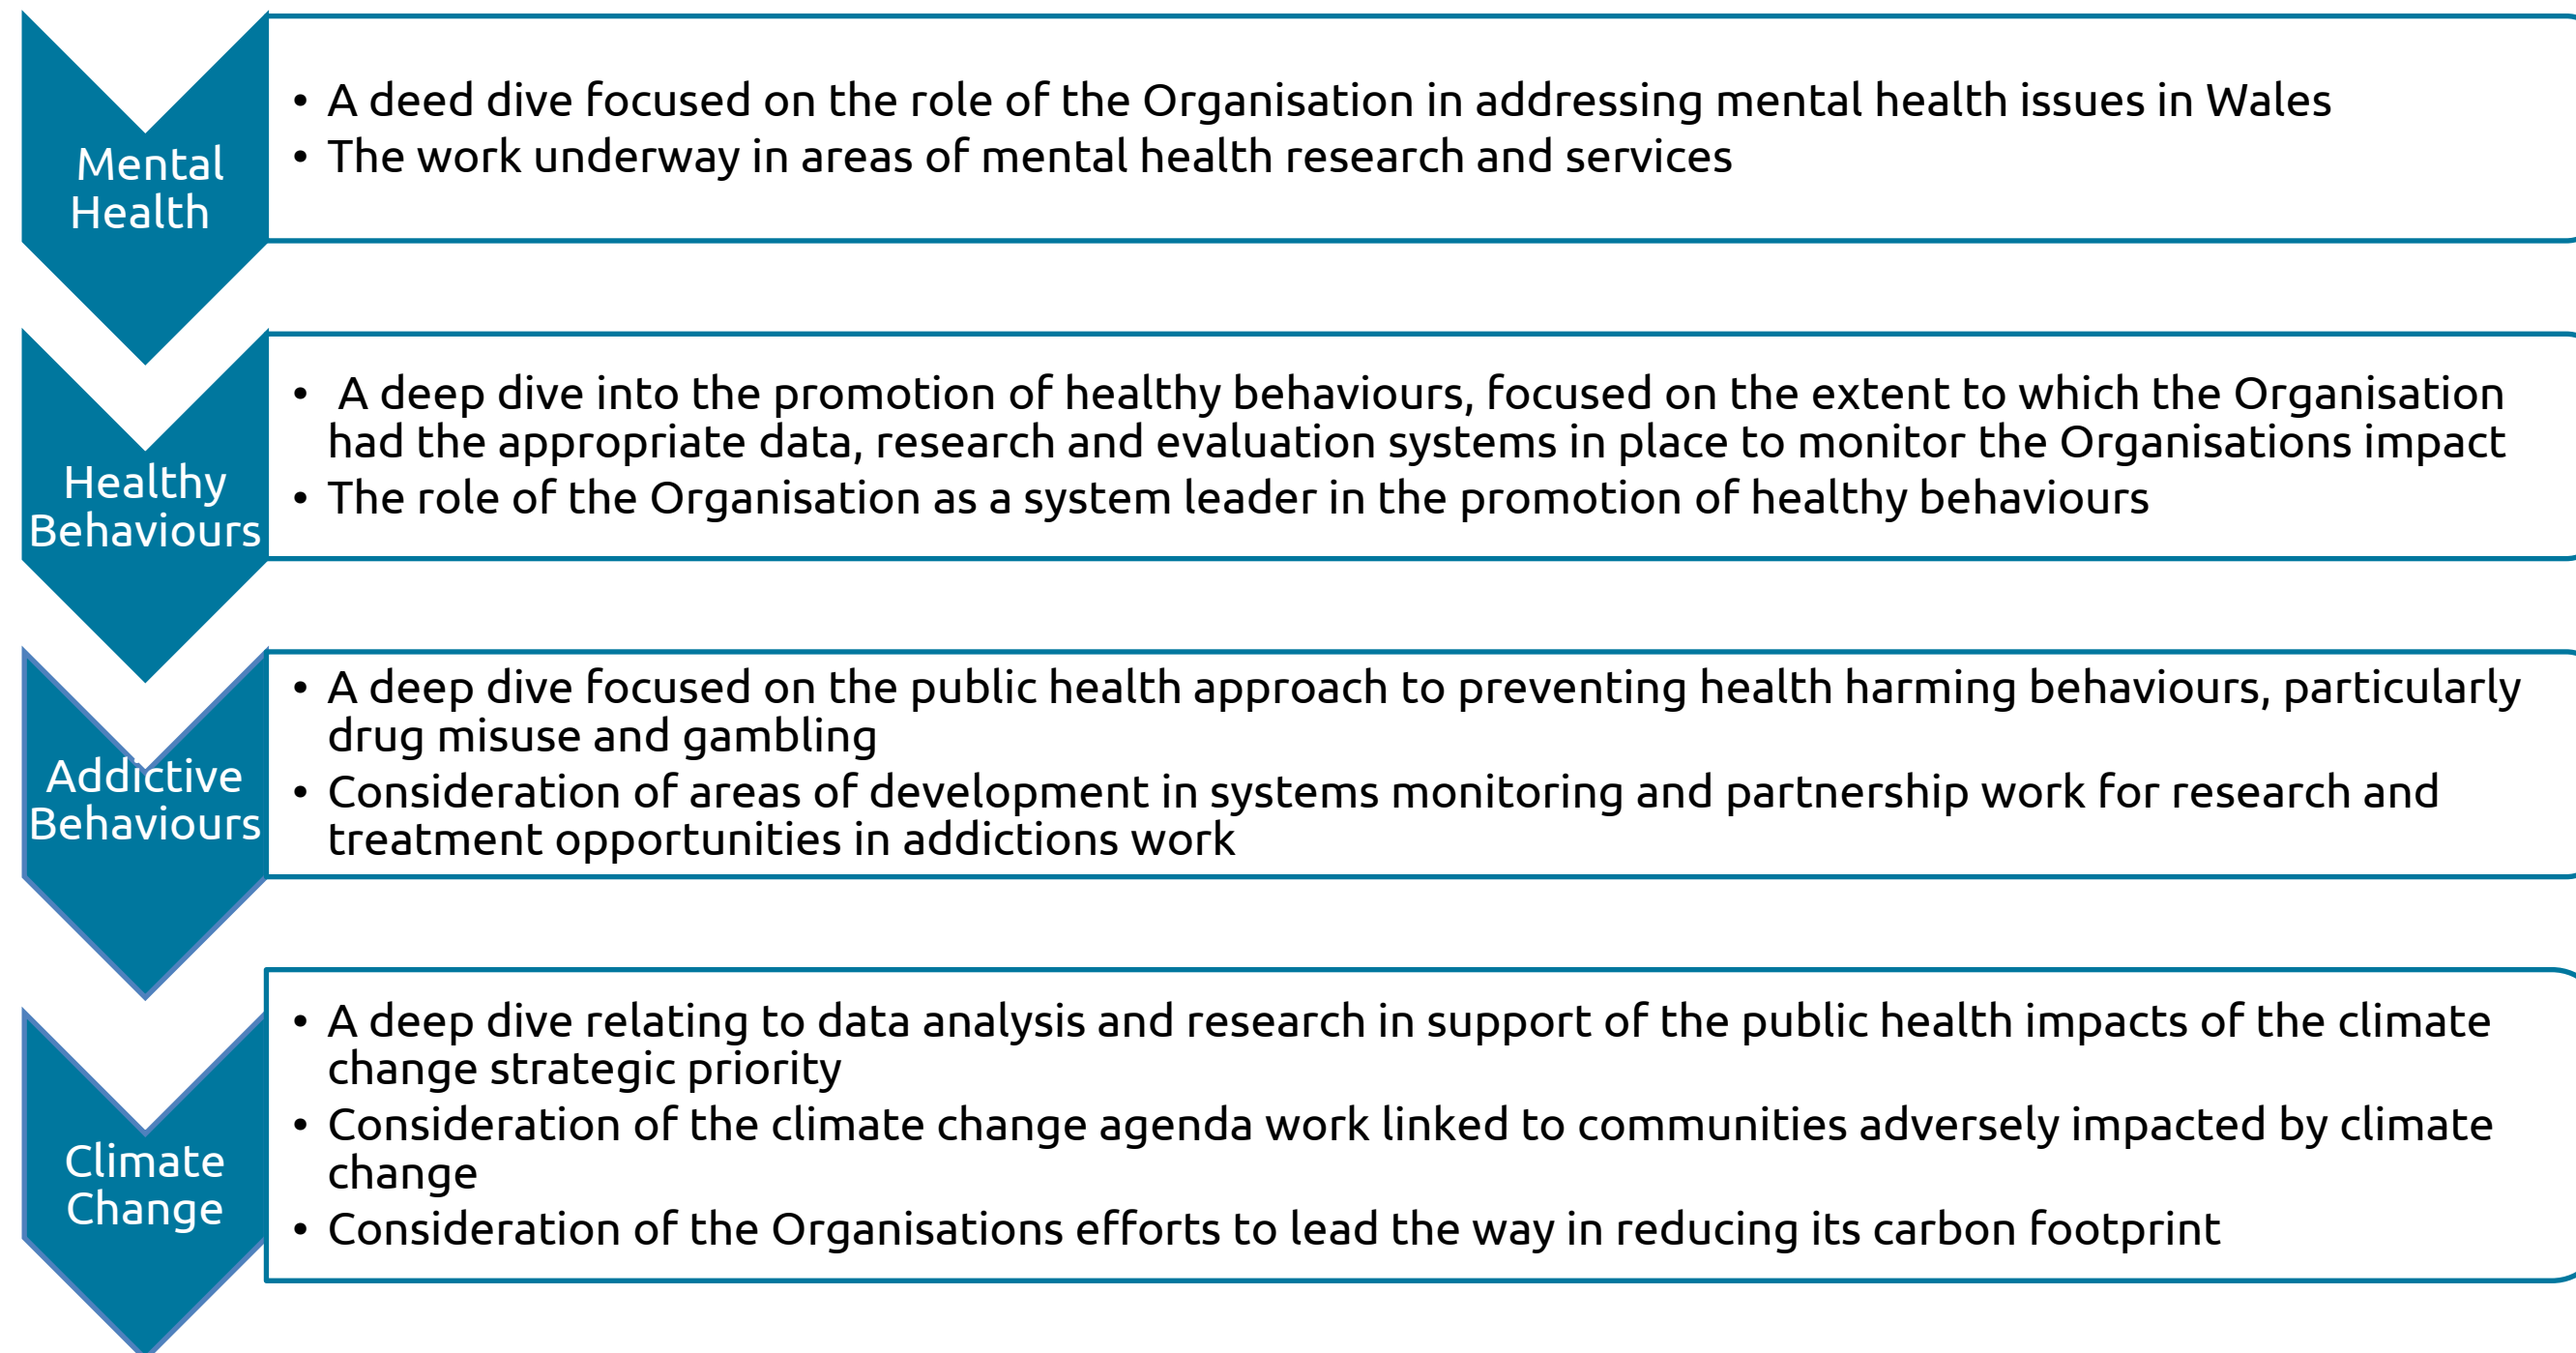 Mental
Health
• A deed dive focused on the role of the Organisation in addressing mental health issues in Wales
• The work underway in areas of mental health research and services
Healthy
Behaviours
• A deep dive into the promotion of healthy behaviours, focused on the extent to which the Organisation
had the appropriate data, research and evaluation systems in place to monitor the Organisations impact
• The role of the Organisation as a system leader in the promotion of healthy behaviours
Addictive
Behaviours
• A deep dive focused on the public health approach to preventing health harming behaviours, particularly
drug misuse and gambling
• Consideration of areas of development in systems monitoring and partnership work for research and
treatment opportunities in addictions work
Climate
Change
• A deep dive relating to data analysis and research in support of the public health impacts of the climate
change strategic priority
• Consideration of the climate change agenda work linked to communities adversely impacted by climate
change
• Consideration of the Organisations efforts to lead the way in reducing its carbon footprint